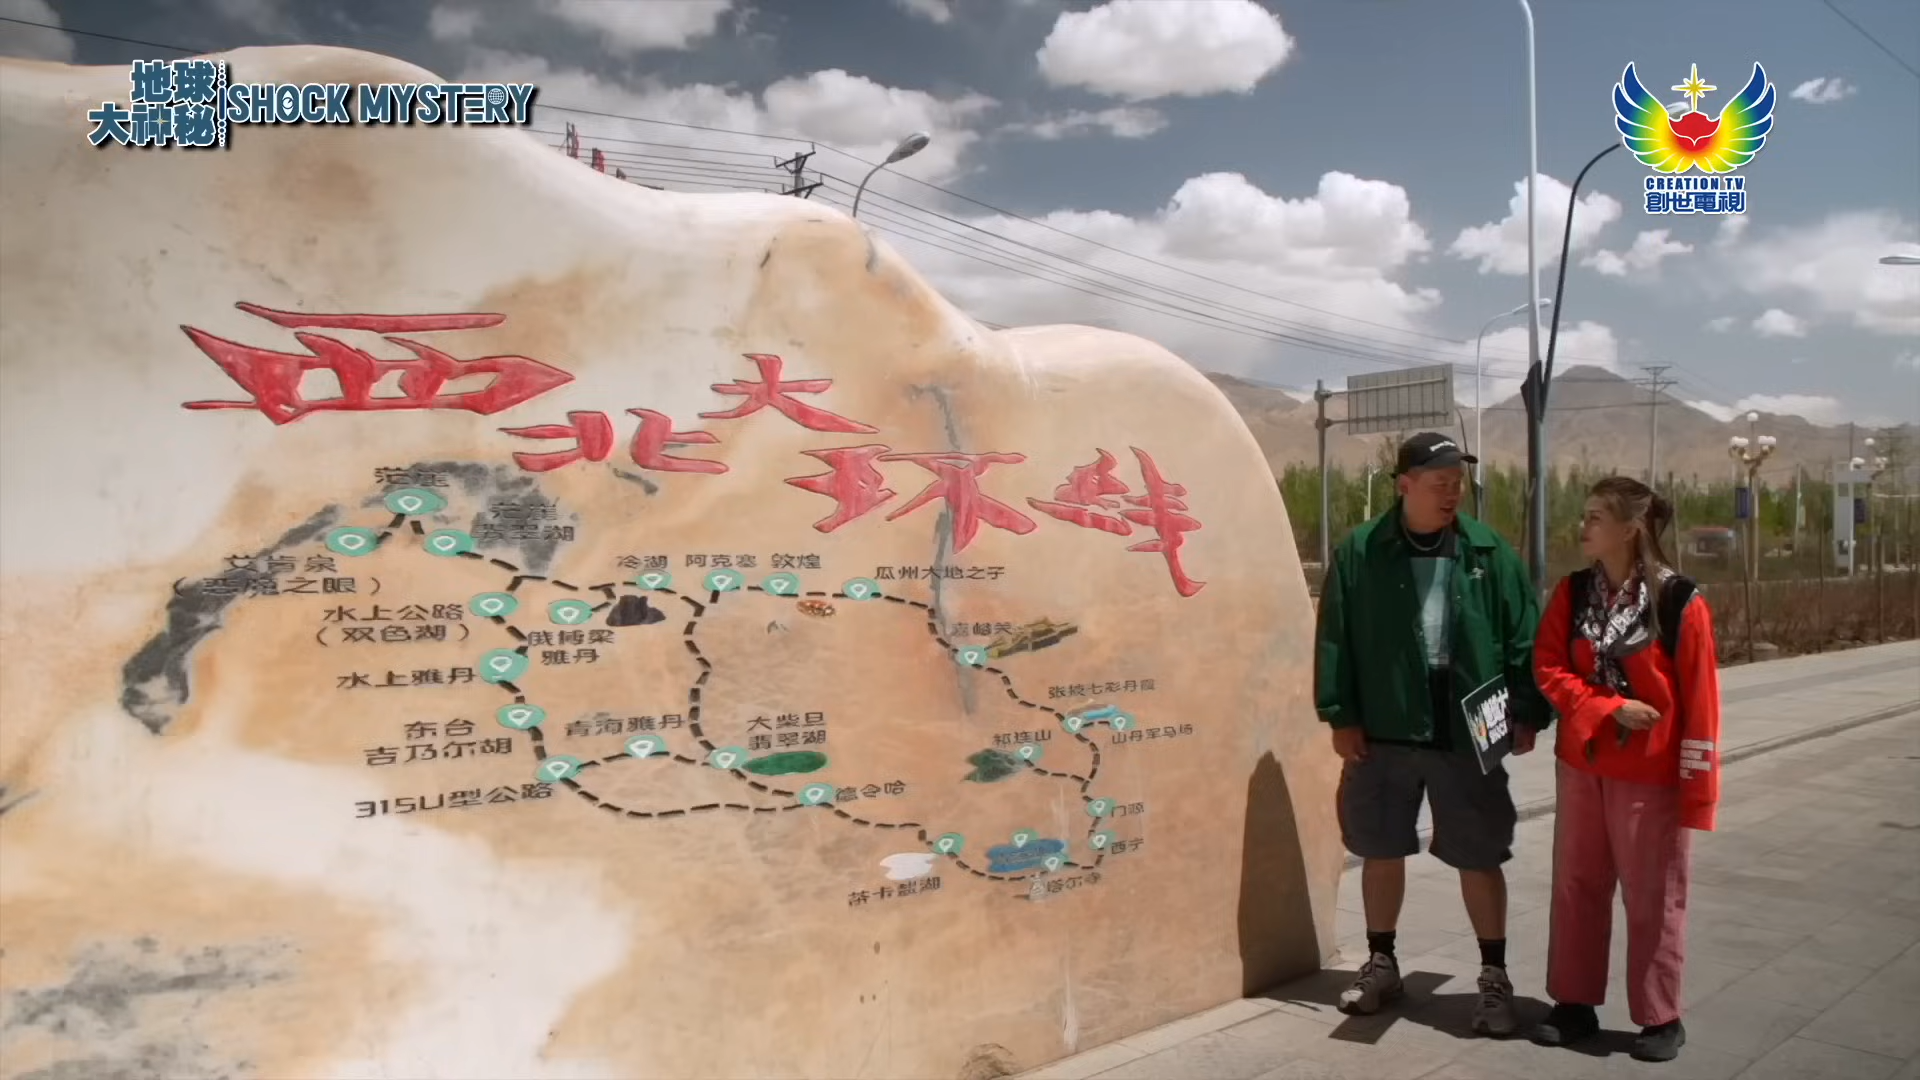 地球
大神秘
iSHOCK MYSTERY
CREATION TV
創世電視
西北大环线
茫崖
茫崖
翡翠湖
艾肯泉
（恶魔之眼）
冷湖
阿克塞
敦煌
瓜州大地之子
水上公路
（双色湖）
俄博梁
雅丹
嘉峪关
水上雅丹
张掖七彩丹霞
东台
吉乃尔胡
青海雅丹
大柴旦
翡翠湖
祁连山
山丹军马场
315U型公路
德令哈
门源
西宁
茶卡盐湖
塔尔寺